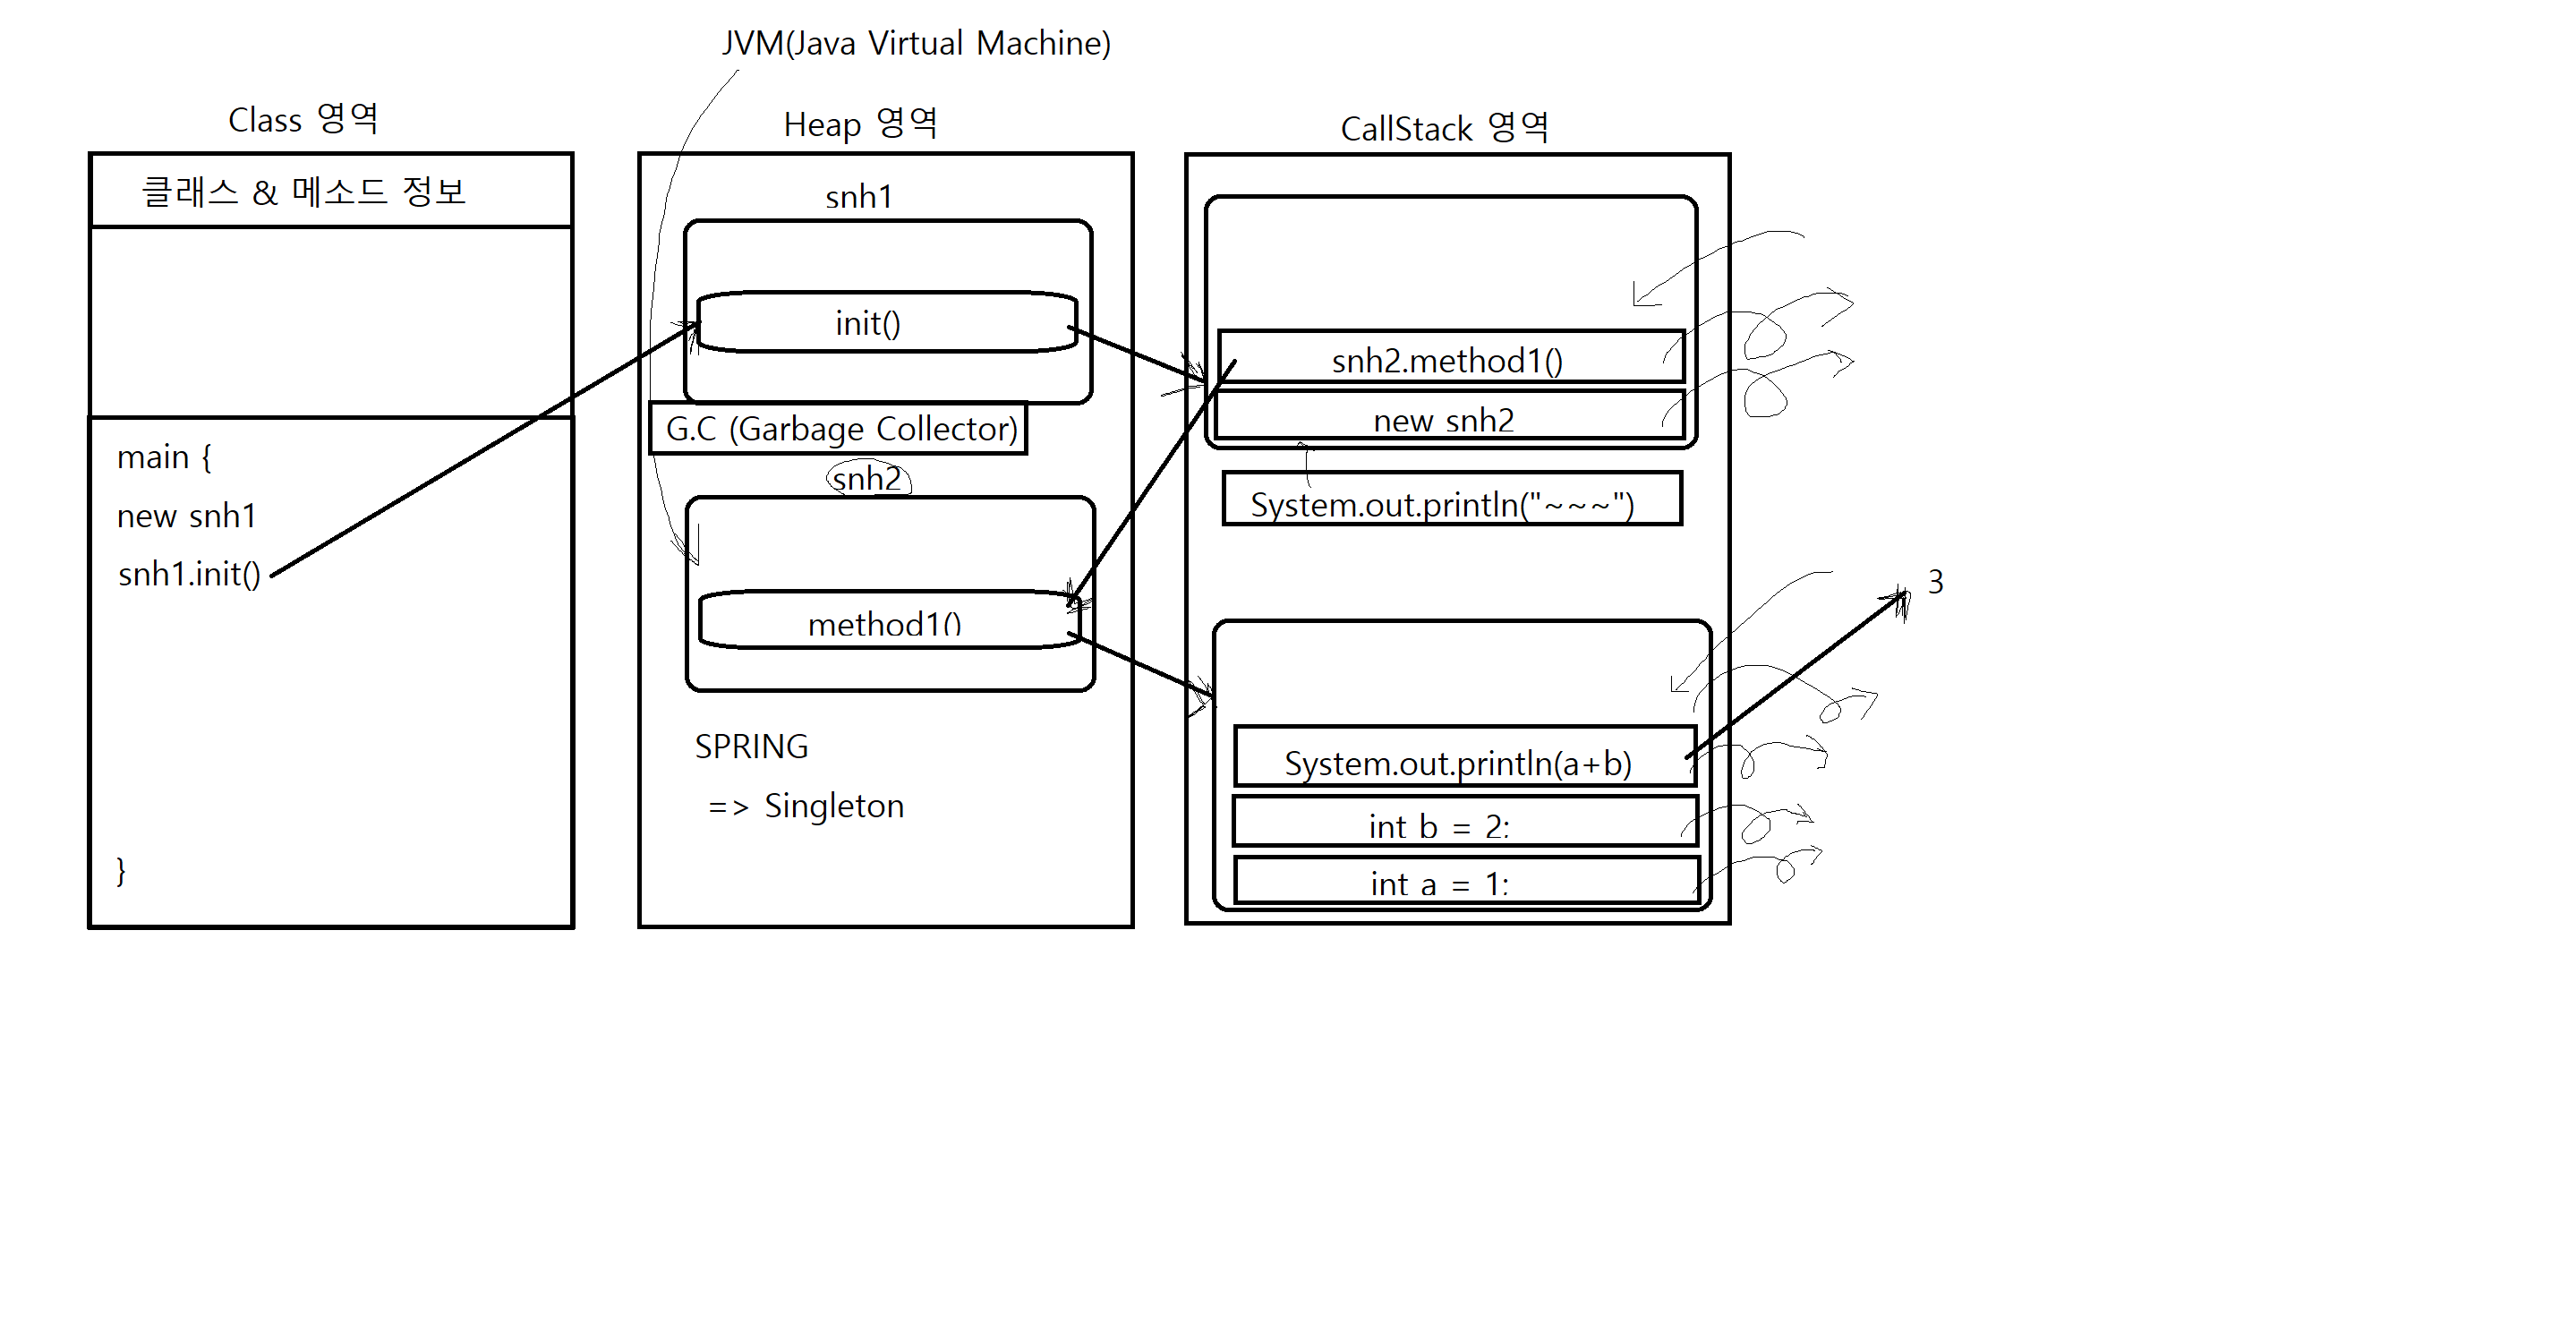 JVM(Java Virtual Machine)
Class 영역
클래스 & 메소드 정보
main {
new snh1
snh1.init()
}
Heap 영역
snh1
init()
G.C (Garbage Collector)
snh2
method1()
SPRING
=> Singleton
CallStack 영역
snh2.method1()
new snh2
System.out.println("~~~")
3
System.out.println(a+b)
int b = 2;
int a = 1;